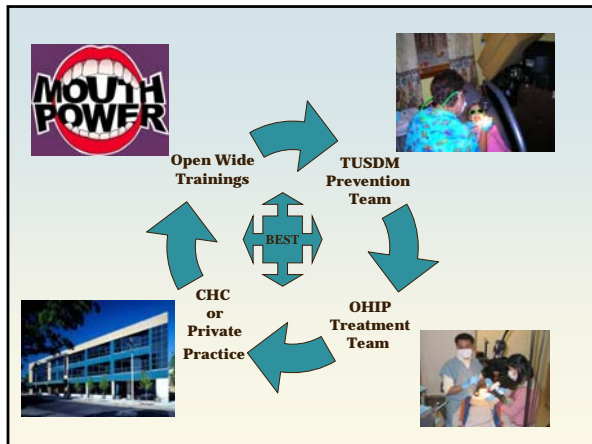 MOUTH
POWER
Open Wide
Trainings
TUSDM
Prevention
Team
BEST
CHC
or
Private
Practice
OHIP
Treatment
Team